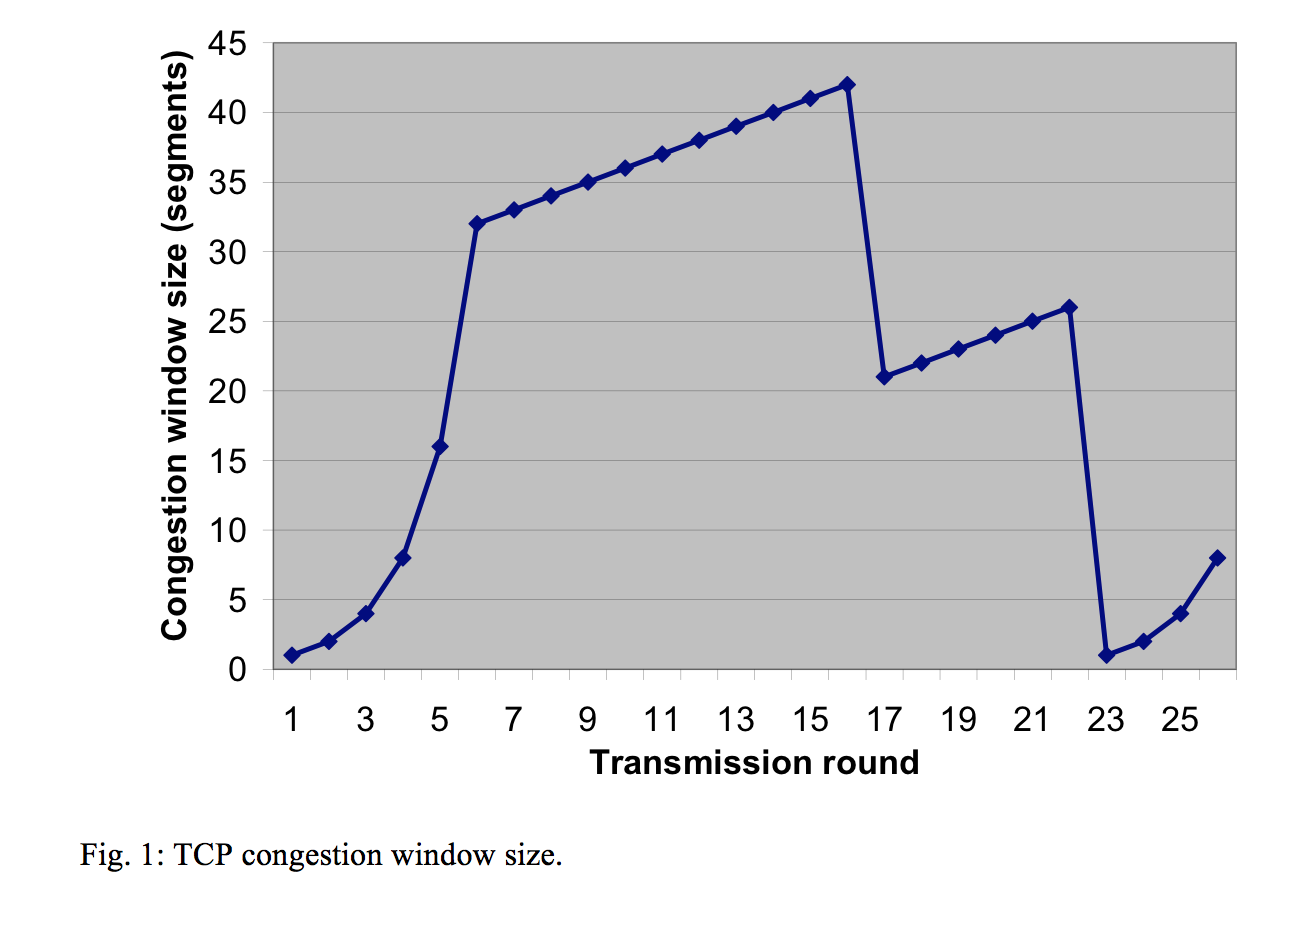 Congestion window size (segments)
45
40
35
30
25
20
15
10
5
0
1 3 5 7 9 11 13 15 17 19 21 23 25
Transmission round
Fig. 1: TCP congestion window size.